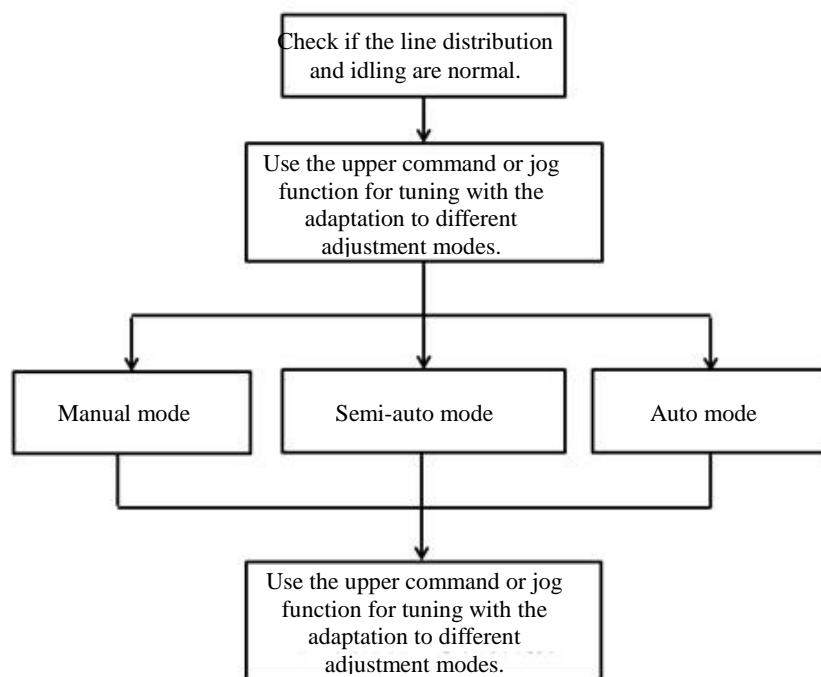 Check if the line distribution
and idling are normal.
Use the upper command or jog
function for tuning with the
adaptation to different
adjustment modes.
Manual mode
Semi-auto mode
Auto mode
Use the upper command or jog
function for tuning with the
adaptation to different
adjustment modes.